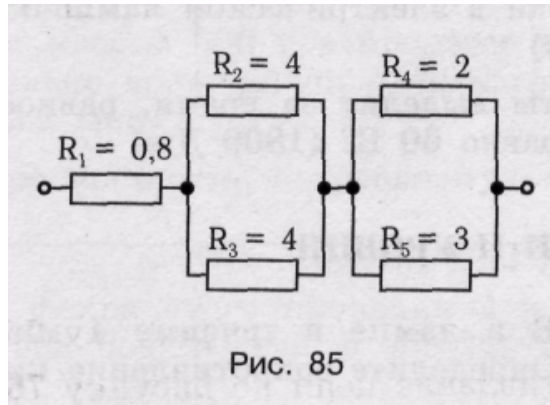 R₂ = 4 R₄ = 2
R₁ = 0,8
R₃ = 4 R₅ = 3
Рис. 85